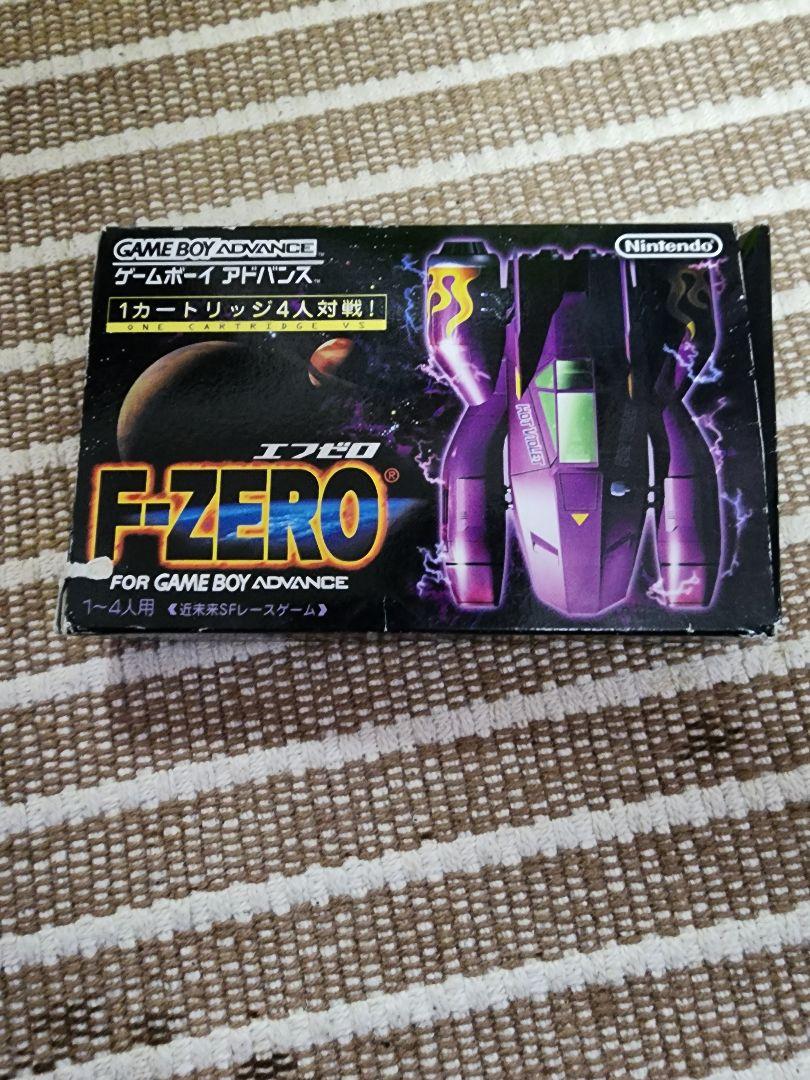 GAME BOY ADVANCE
Nintendo
ゲームボーイ アドバンス™
1カートリッジ4人対戦!
ONE CARTRIDGE VS
HOT VIOLET
エフゼロ
F-ZERO®
FOR GAME BOY ADVANCE
1〜4人用 《近未来SFレースゲーム》